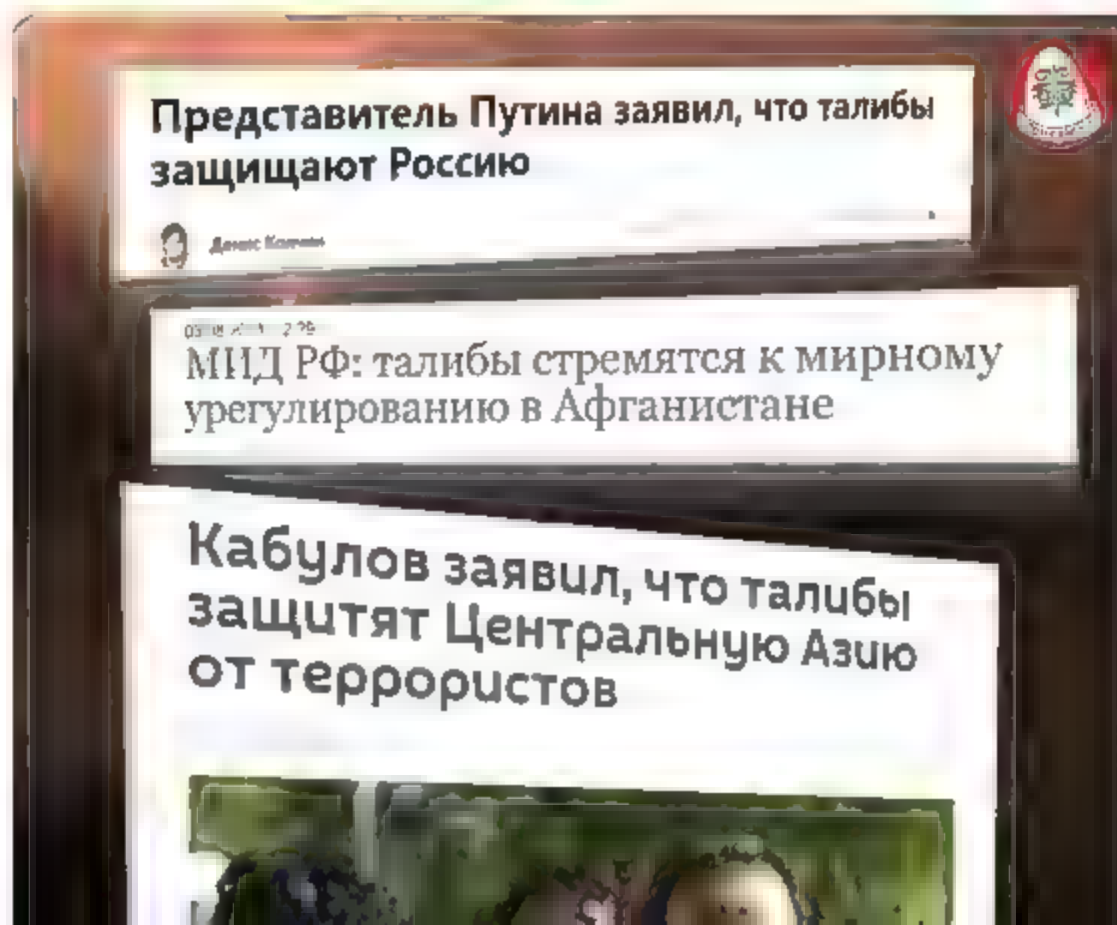 Представитель Путина заявил, что талибы
защищают Россию
Денис
МИД РФ: талибы стремятся к мирному
урегулированию в Афганистане
Кабулов заявил, что талибы
защитят Центральную Азию
от террористов